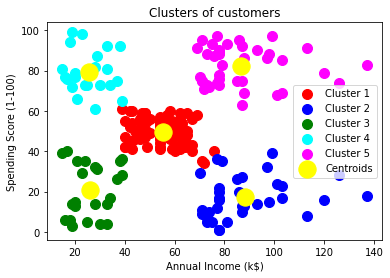 Clusters of customers
100
80
60
40
20
0
Spending Score (1-100)
20
40
60
80
100
120
140
Annual Income (k$)
Cluster 1
Cluster 2
Cluster 3
Cluster 4
Cluster 5
Centroids